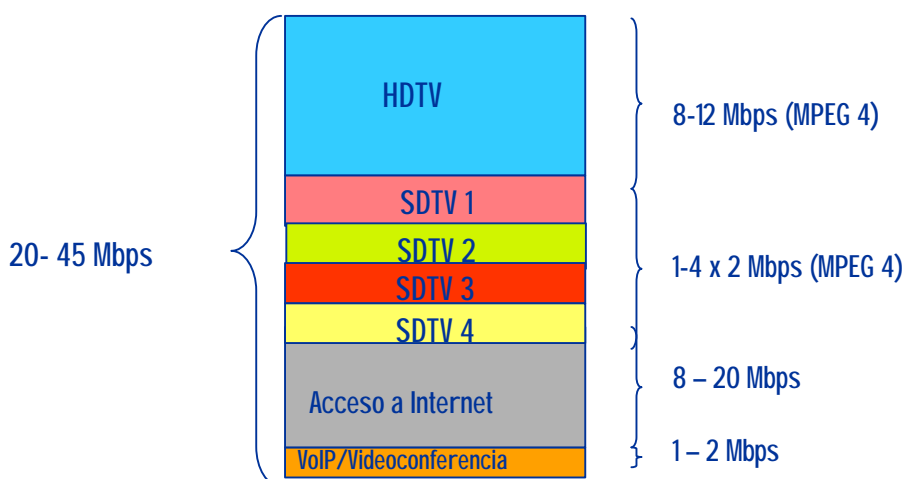 HDTV
8-12 Mbps (MPEG 4)
SDTV 1
SDTV 2
20- 45 Mbps
1-4 x 2 Mbps (MPEG 4)
SDTV 3
SDTV 4
8 – 20 Mbps
Acceso a Internet
1 – 2 Mbps
VoIP/Videoconferencia